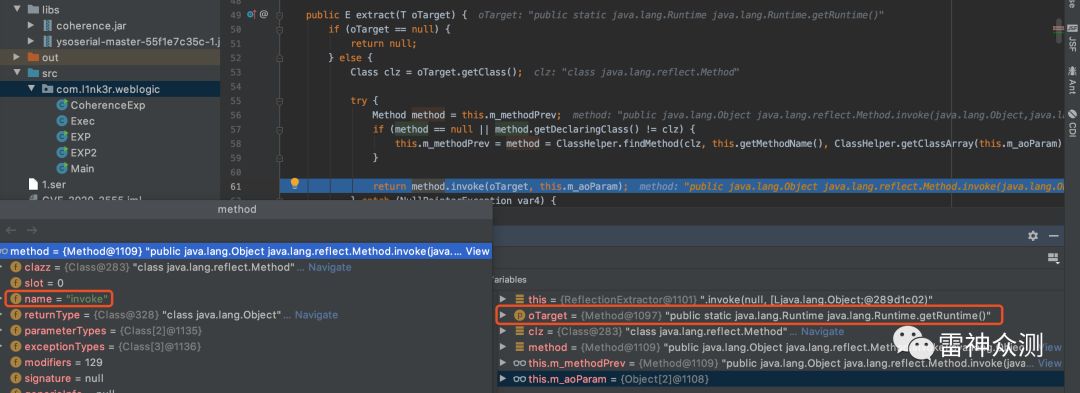 libs
coherence.jar
ysoserial-master-55f1e7c35c-1.j
out
src
com.l1nk3r.weblogic
CoherenceExp
Exec
EXP
EXP2
Main
1.ser
49 public E extract(T oTarget) { oTarget: "public static java.lang.Runtime java.lang.Runtime.getRuntime()"
50 if (oTarget == null) {
51 return null;
52 } else {
53 Class clz = oTarget.getClass(); clz: "class java.lang.reflect.Method"
54
55 try {
56 Method method = this.m_methodPrev; method: "public java.lang.Object java.lang.reflect.Method.invoke(java.lang.Object,java.la
57 if (method == null || method.getDeclaringClass() != clz) {
58 this.m_methodPrev = method = ClassHelper.findMethod(clz, this.getMethodName(), ClassHelper.getClassArray(this.m_aoParam)
59 }
61 return method.invoke(oTarget, this.m_aoParam); method: "public java.lang.Object java.lang.reflect.Method.invoke(java.lang.Ob
} catch (NullPointerException var4) {
JSF
Ant
CDI
method
method = {Method@1109} "public java.lang.Object java.lang.reflect.Method.invoke(java.... View
clazz = {Class@283} "class java.lang.reflect.Method"... Navigate
slot = 0
name = "invoke"
returnType = {Class@328} "class java.lang.Object"... Navigate
parameterTypes = {Class[2]@1135}
exceptionTypes = {Class[3]@1136}
modifiers = 129
signature = null
Variables
this = {ReflectionExtractor@1101} ".invoke(null, [Ljava.lang.Object;@289d1c02)"
oTarget = {Method@1097} "public static java.lang.Runtime java.lang.Runtime.getRuntime()"
clz = {Class@283} "class java.lang.reflect.Method"... Navigate
method = {Method@1109} "public java.lang.Object java.lang.reflect.Method.invoke(java.lang.Object View
this.m_methodPrev = {Method@1109} "public java.lang.Object java.lang.reflect.Method.invoke(java... View
this.m_aoParam = {Object[2]@1108}
雷神众测